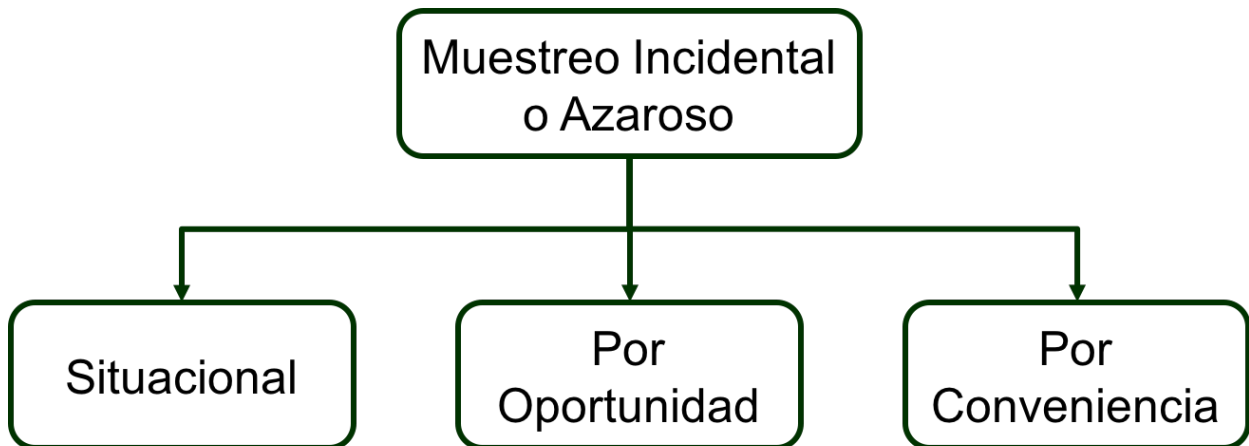 Muestreo Incidental
o Azaroso
Situacional
Por
Oportunidad
Por
Conveniencia